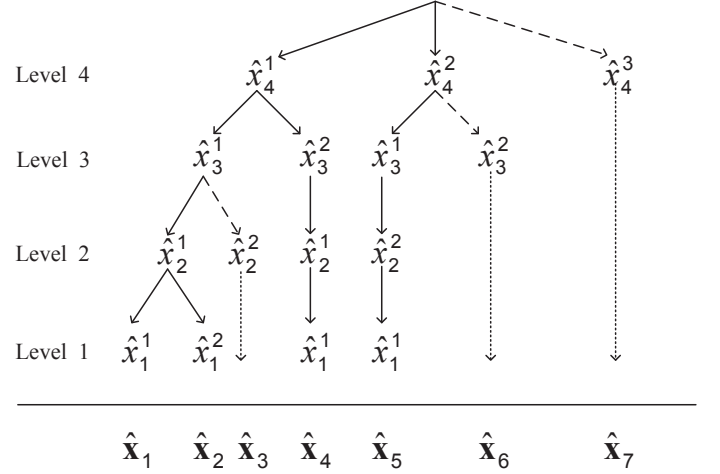 Level 4 x̂₄¹ x̂₄² x̂₄³
Level 3 x̂₃¹ x̂₃² x̂₃¹ x̂₃²
Level 2 x̂₂¹ x̂₂² x̂₂¹ x̂₂²
Level 1 x̂₁¹ x̂₁² x̂₁¹ x̂₁¹
𝐱̂₁ 𝐱̂₂ 𝐱̂₃ 𝐱̂₄ 𝐱̂₅ 𝐱̂₆ 𝐱̂₇